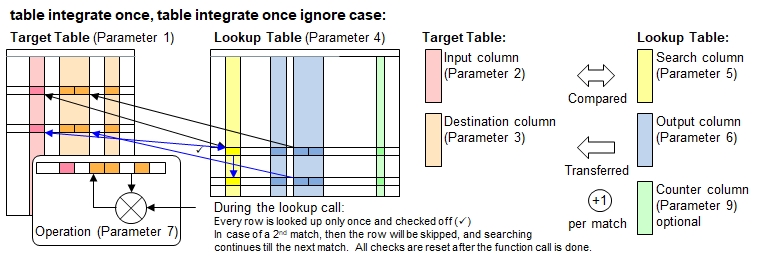 table integrate once, table integrate once ignore case:
Target Table (Parameter 1)
Lookup Table (Parameter 4)
Target Table:
Lookup Table:
Input column
(Parameter 2)
Destination column
(Parameter 3)
Compared
Transferred
+1
per match
Search column
(Parameter 5)
Output column
(Parameter 6)
Counter column
(Parameter 9)
optional
✓
Operation (Parameter 7)
During the lookup call:
Every row is looked up only once and checked off (✓)
In case of a 2nd match, then the row will be skipped, and searching
continues till the next match. All checks are reset after the function call is done.